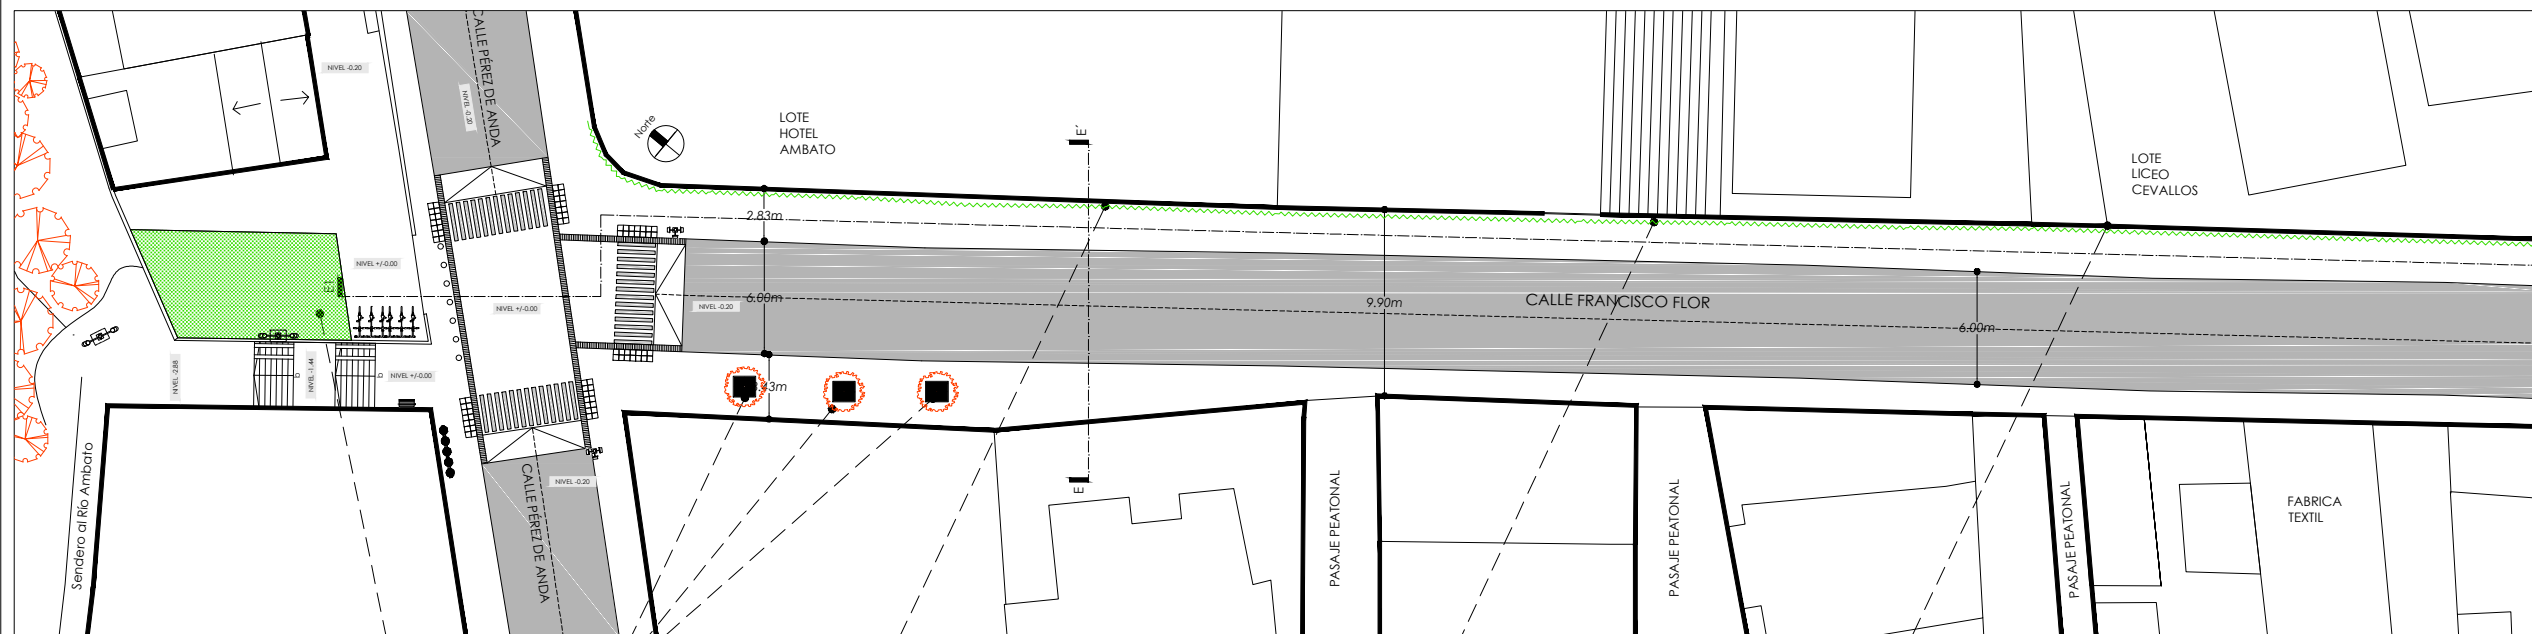 CALLE PÉREZ DE ANDA
NIVEL -0.20
NIVEL -0.20
Norte
LOTE
HOTEL
AMBATO
E'
LOTE
LICEO
CEVALLOS
2.83m
NIVEL +/-0.00
E1'
NIVEL +/-0.00
NIVEL -0.20
6.00m
9.90m
CALLE FRANCISCO FLOR
6.00m
NIVEL -2.88
b
NIVEL -1.44
b
NIVEL +/-0.00
.43m
Sendero al Río Ambato
CALLE PÉREZ DE ANDA
NIVEL -0.20
E
PASAJE PEATONAL
PASAJE PEATONAL
PASAJE PEATONAL
FABRICA
TEXTIL